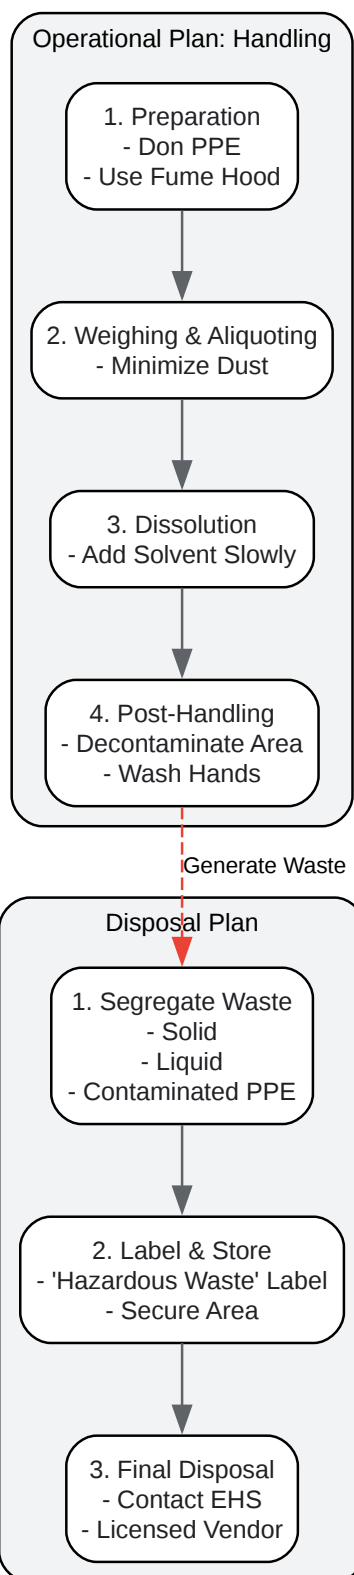 Operational Plan: Handling
1. Preparation
- Don PPE
- Use Fume Hood
2. Weighing & Aliquoting
- Minimize Dust
3. Dissolution
- Add Solvent Slowly
4. Post-Handling
- Decontaminate Area
- Wash Hands
Generate Waste
Disposal Plan
1. Segregate Waste
- Solid
- Liquid
- Contaminated PPE
2. Label & Store
- 'Hazardous Waste' Label
- Secure Area
3. Final Disposal
- Contact EHS
- Licensed Vendor